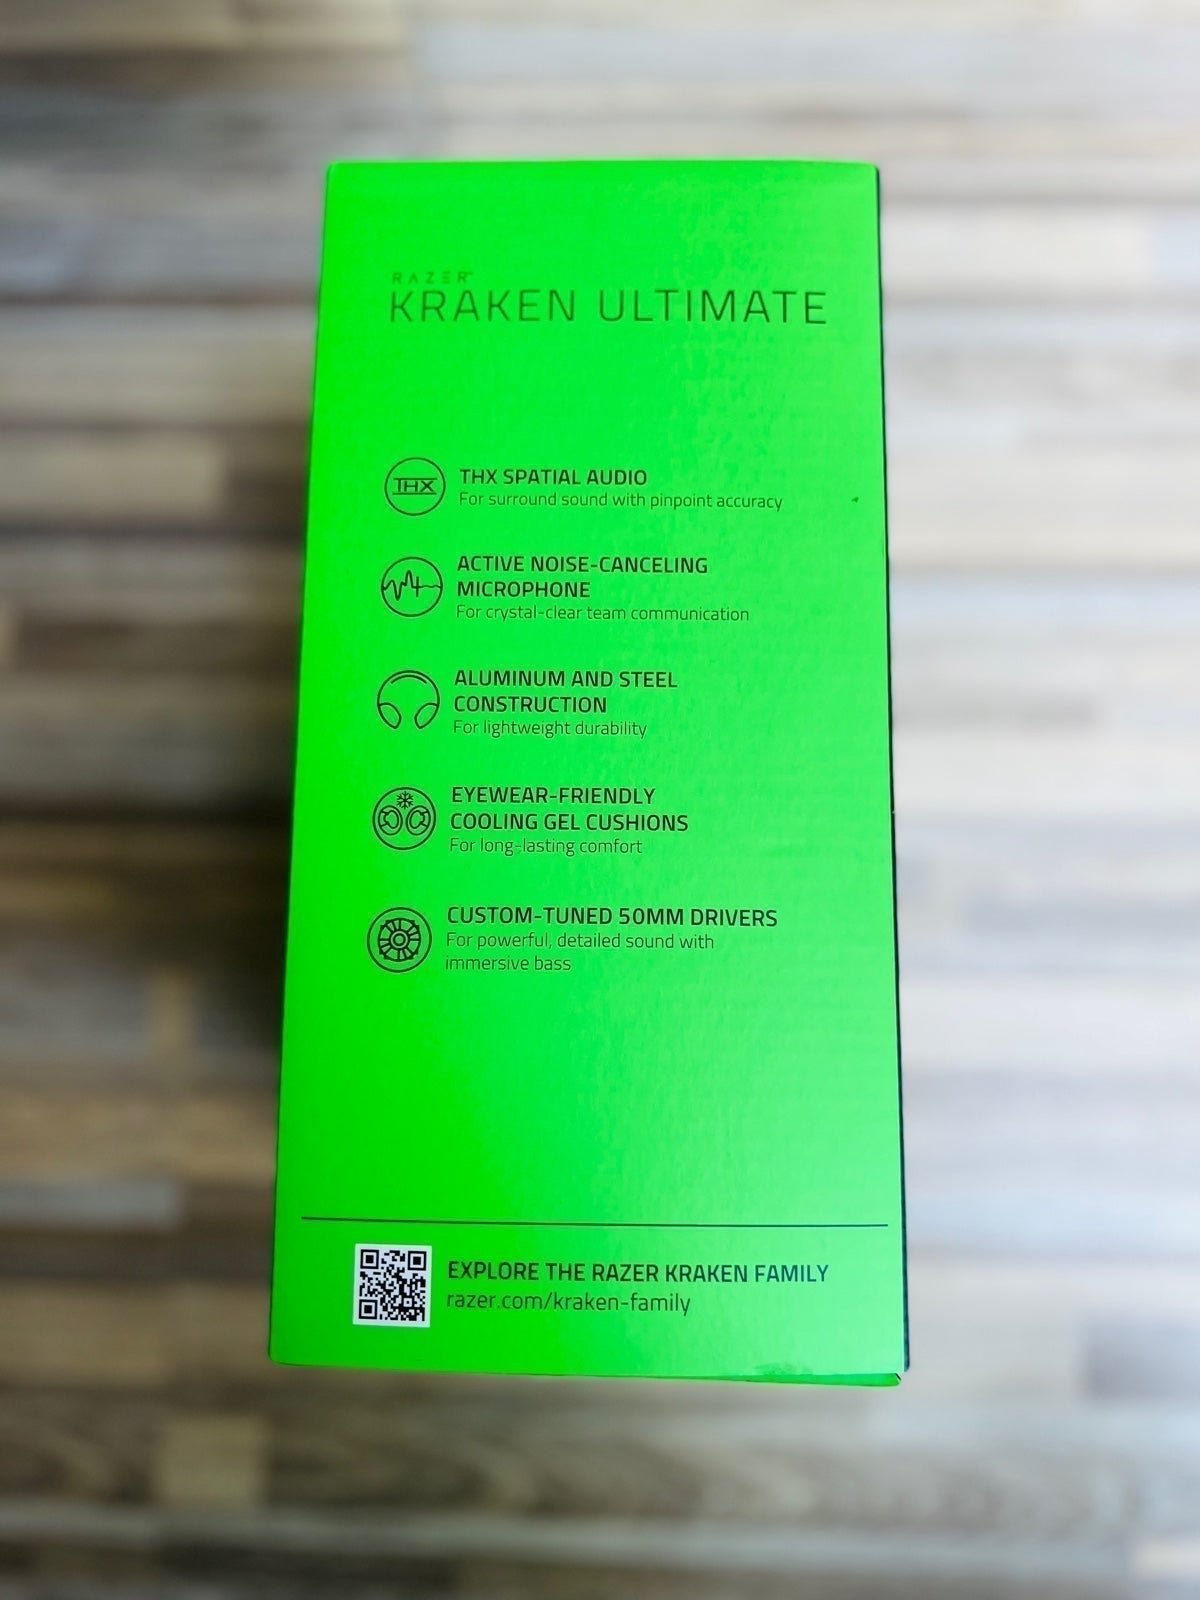 RAZER™
KRAKEN ULTIMATE
THX
THX SPATIAL AUDIO
For surround sound with pinpoint accuracy
ACTIVE NOISE-CANCELING
MICROPHONE
For crystal-clear team communication
ALUMINUM AND STEEL
CONSTRUCTION
For lightweight durability
EYEWEAR-FRIENDLY
COOLING GEL CUSHIONS
For long-lasting comfort
CUSTOM-TUNED 50MM DRIVERS
For powerful, detailed sound with
immersive bass
EXPLORE THE RAZER KRAKEN FAMILY
razer.com/kraken-family